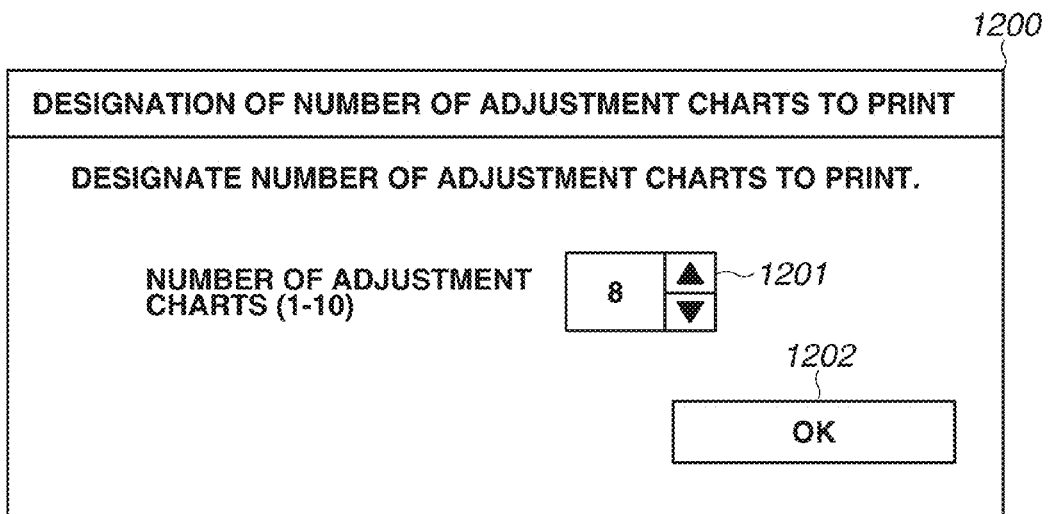 1200
DESIGNATION OF NUMBER OF ADJUSTMENT CHARTS TO PRINT
DESIGNATE NUMBER OF ADJUSTMENT CHARTS TO PRINT.
NUMBER OF ADJUSTMENT
CHARTS (1-10)
8
1201
1202
OK